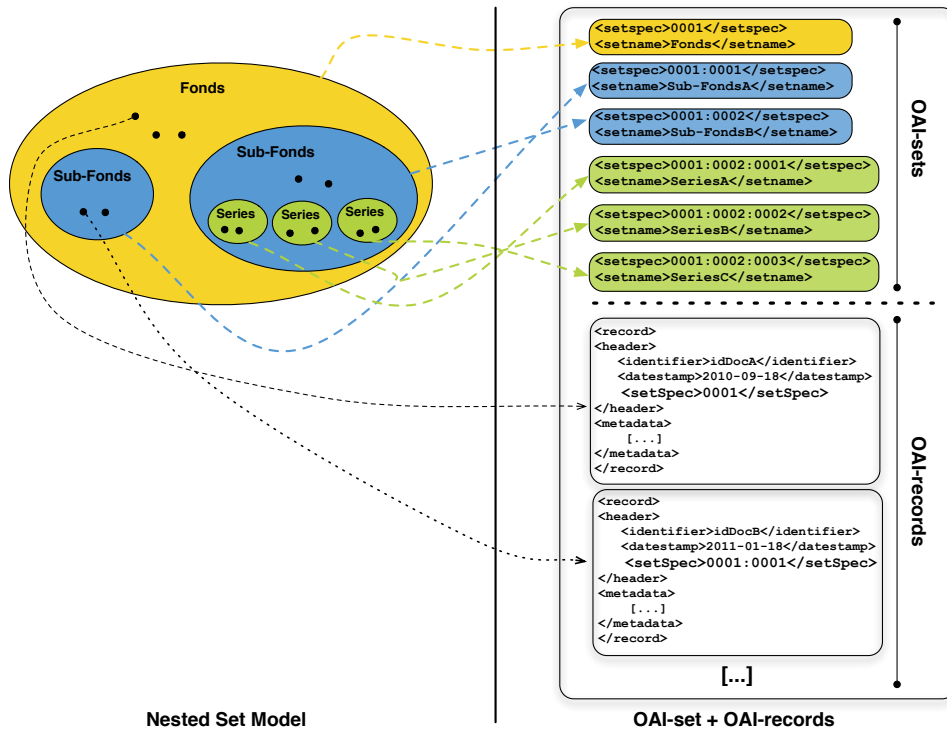 Fonds
Sub-Fonds
Sub-Fonds
Series
Series
Series
Nested Set Model
<setspec>0001</setspec>
<setname>Fonds</setname>
<setspec>0001:0001</setspec>
<setname>Sub-FondsA</setname>
<setspec>0001:0002</setspec>
<setname>Sub-FondsB</setname>
<setspec>0001:0002:0001</setspec>
<setname>SeriesA</setname>
<setspec>0001:0002:0002</setspec>
<setname>SeriesB</setname>
<setspec>0001:0002:0003</setspec>
<setname>SeriesC</setname>
OAI-sets
<record>
<header>
<identifier>idDocA</identifier>
<datestamp>2010-09-18</datestamp>
<setSpec>0001</setSpec>
</header>
<metadata>
[...]
</metadata>
</record>
<record>
<header>
<identifier>idDocB</identifier>
<datestamp>2011-01-18</datestamp>
<setSpec>0001:0001</setSpec>
</header>
<metadata>
[...]
</metadata>
</record>
[...]
OAI-records
OAI-set + OAI-records